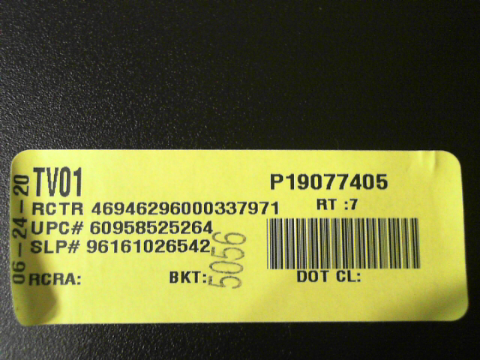 06-24-20
TV01
P19077405
RCTR 46946296000337971
RT :7
UPC# 60958525264
SLP# 96161026542
5056
RCRA:
BKT:
DOT CL: